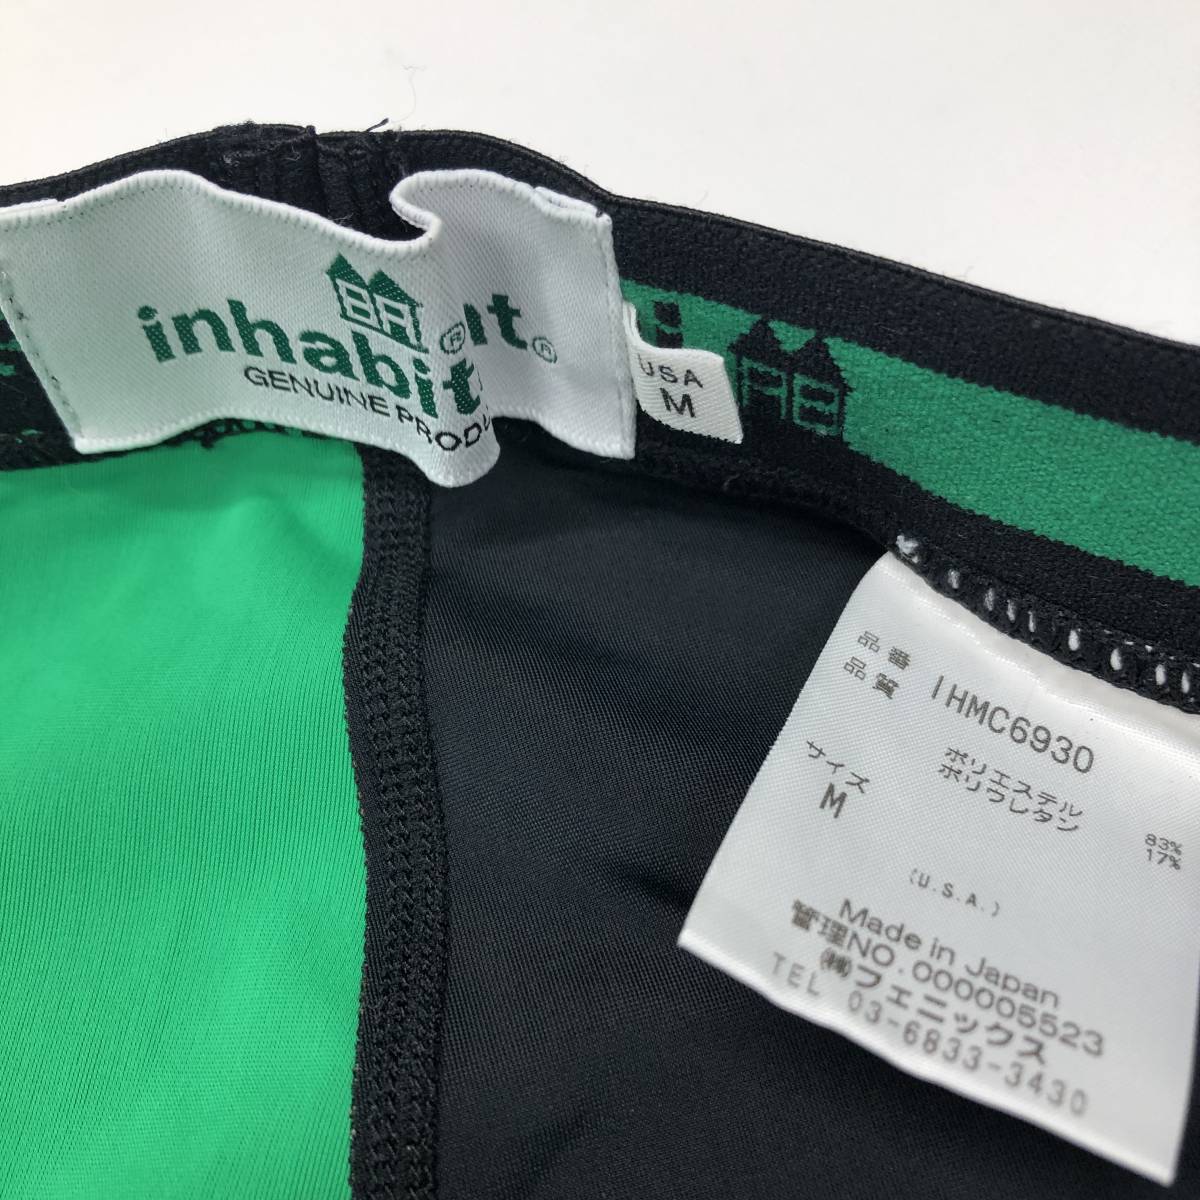 inhabit
®
ut®
GENUINE PRODU
USA
M
品番 IHMC6930
品質
ポリエステル 83%
ポリウレタン 17%
サイズ
M
(U.S.A.)
Made in Japan
管理NO.000005523
㈱フェニックス
TEL 03-6833-3430